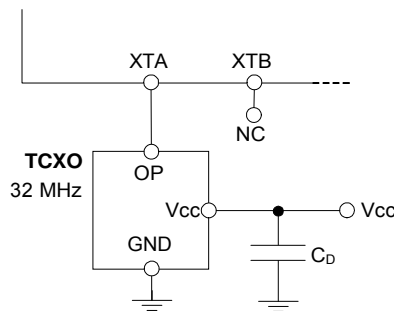 XTA
XTB
NC
TCXO
32 MHz
OP
Vcc
Vcc
GND
CD